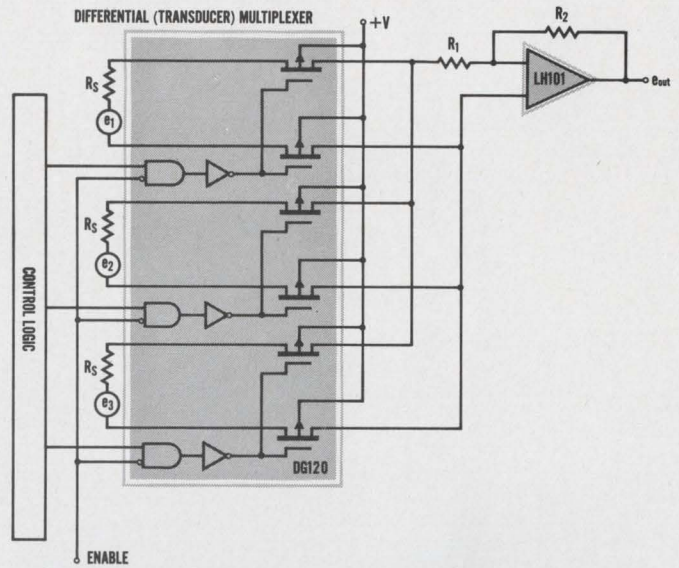 DIFFERENTIAL (TRANSDUCER) MULTIPLEXER
+V
R2
R1
LH101
eout
RS
e1
RS
e2
CONTROL LOGIC
RS
e3
DG120
ENABLE